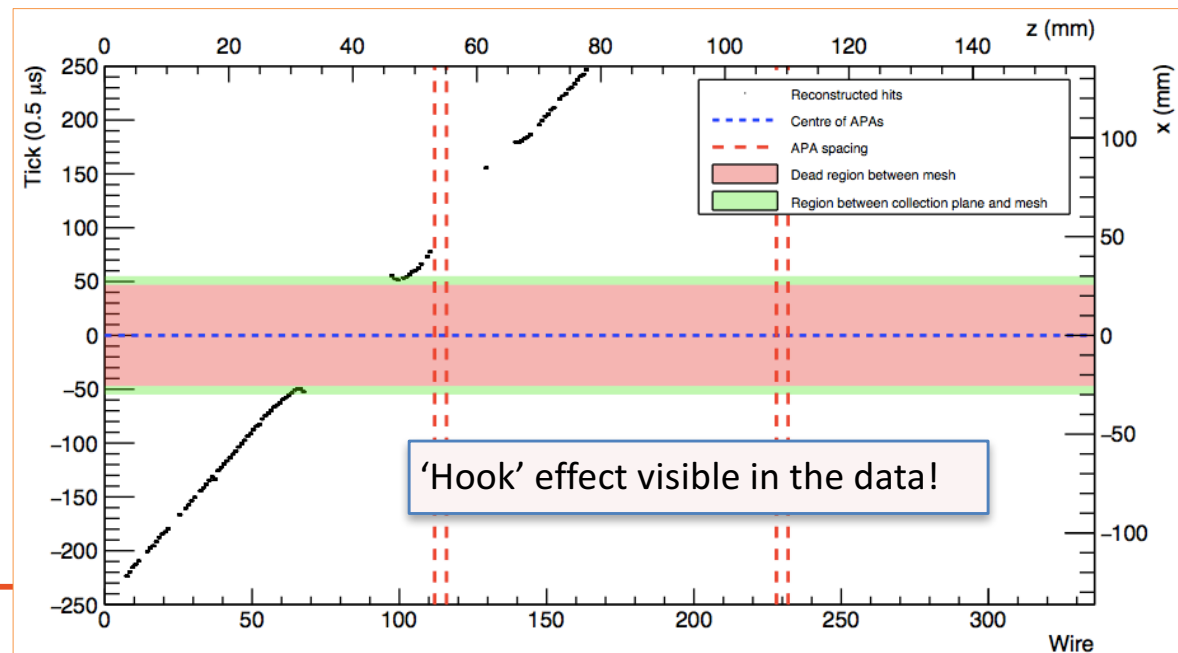 z (mm)
0 20 40 60 80 100 120 140
Tick (0.5 µs)
x (mm)
250
200
150
100
50
0
−50
−100
−150
−200
−250
Reconstructed hits
Centre of APAs
APA spacing
Dead region between mesh
Region between collection plane and mesh
100
50
0
−50
−100
‘Hook’ effect visible in the data!
0 50 100 150 200 250 300
Wire